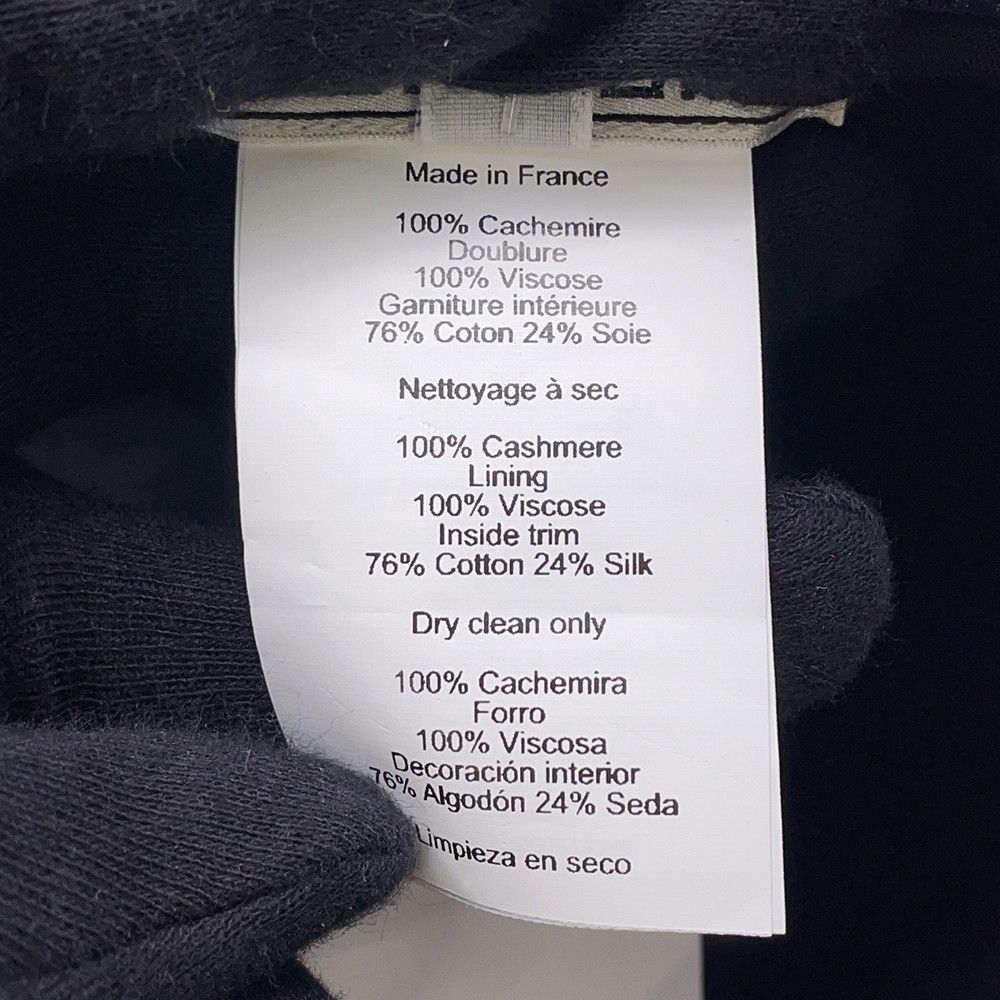 Made in France
100% Cachemire
Doublure
100% Viscose
Garniture intérieure
76% Coton 24% Soie
Nettoyage à sec
100% Cashmere
Lining
100% Viscose
Inside trim
76% Cotton 24% Silk
Dry clean only
100% Cachemira
Forro
100% Viscosa
Decoración interior
76% Algodón 24% Seda
Limpieza en seco